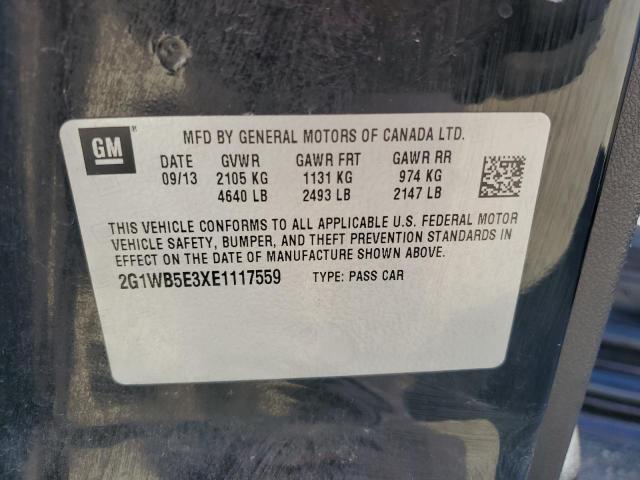 GM®
MFD BY GENERAL MOTORS OF CANADA LTD.
DATE GVWR GAWR FRT GAWR RR
09/13 2105 KG 1131 KG 974 KG
4640 LB 2493 LB 2147 LB
THIS VEHICLE CONFORMS TO ALL APPLICABLE U.S. FEDERAL MOTOR
VEHICLE SAFETY, BUMPER, AND THEFT PREVENTION STANDARDS IN
EFFECT ON THE DATE OF MANUFACTURE SHOWN ABOVE.
2G1WB5E3XE1117559 TYPE: PASS CAR